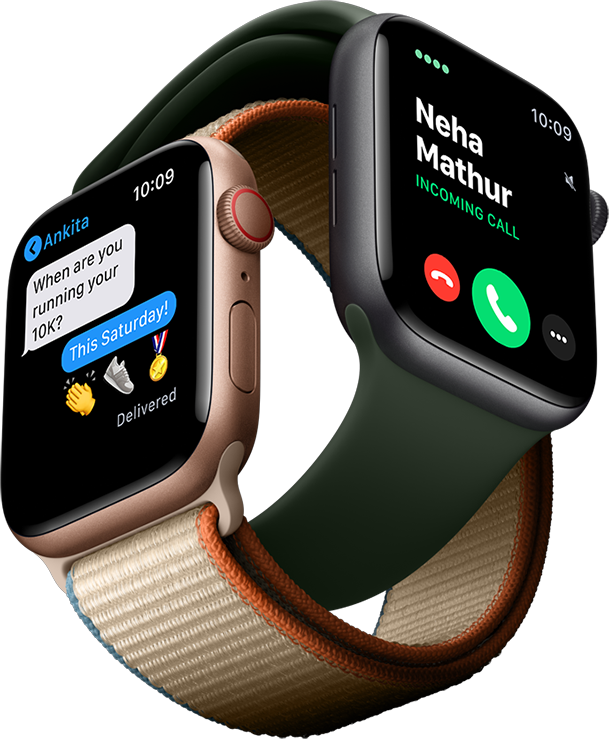 10:09
Ankita
When are you
running your
10K?
This Saturday!
Delivered
10:09
Neha
Mathur
INCOMING CALL